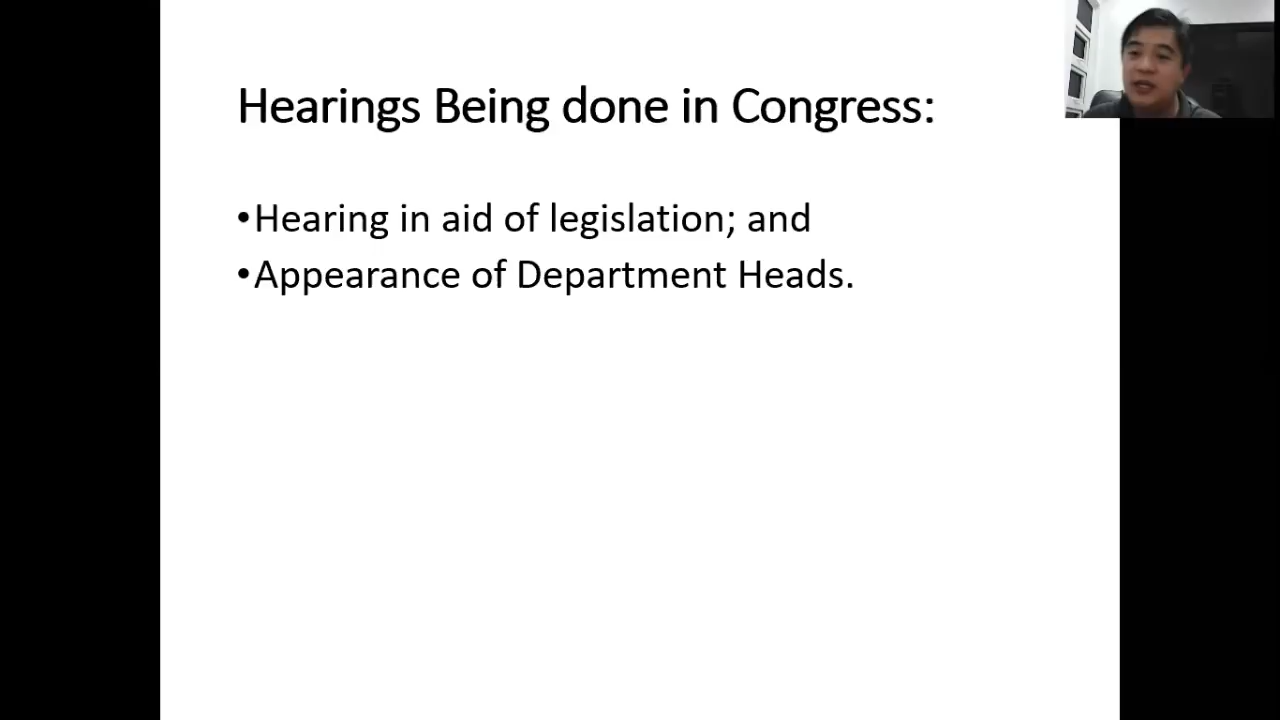 Hearings Being done in Congress:
•Hearing in aid of legislation; and
•Appearance of Department Heads.